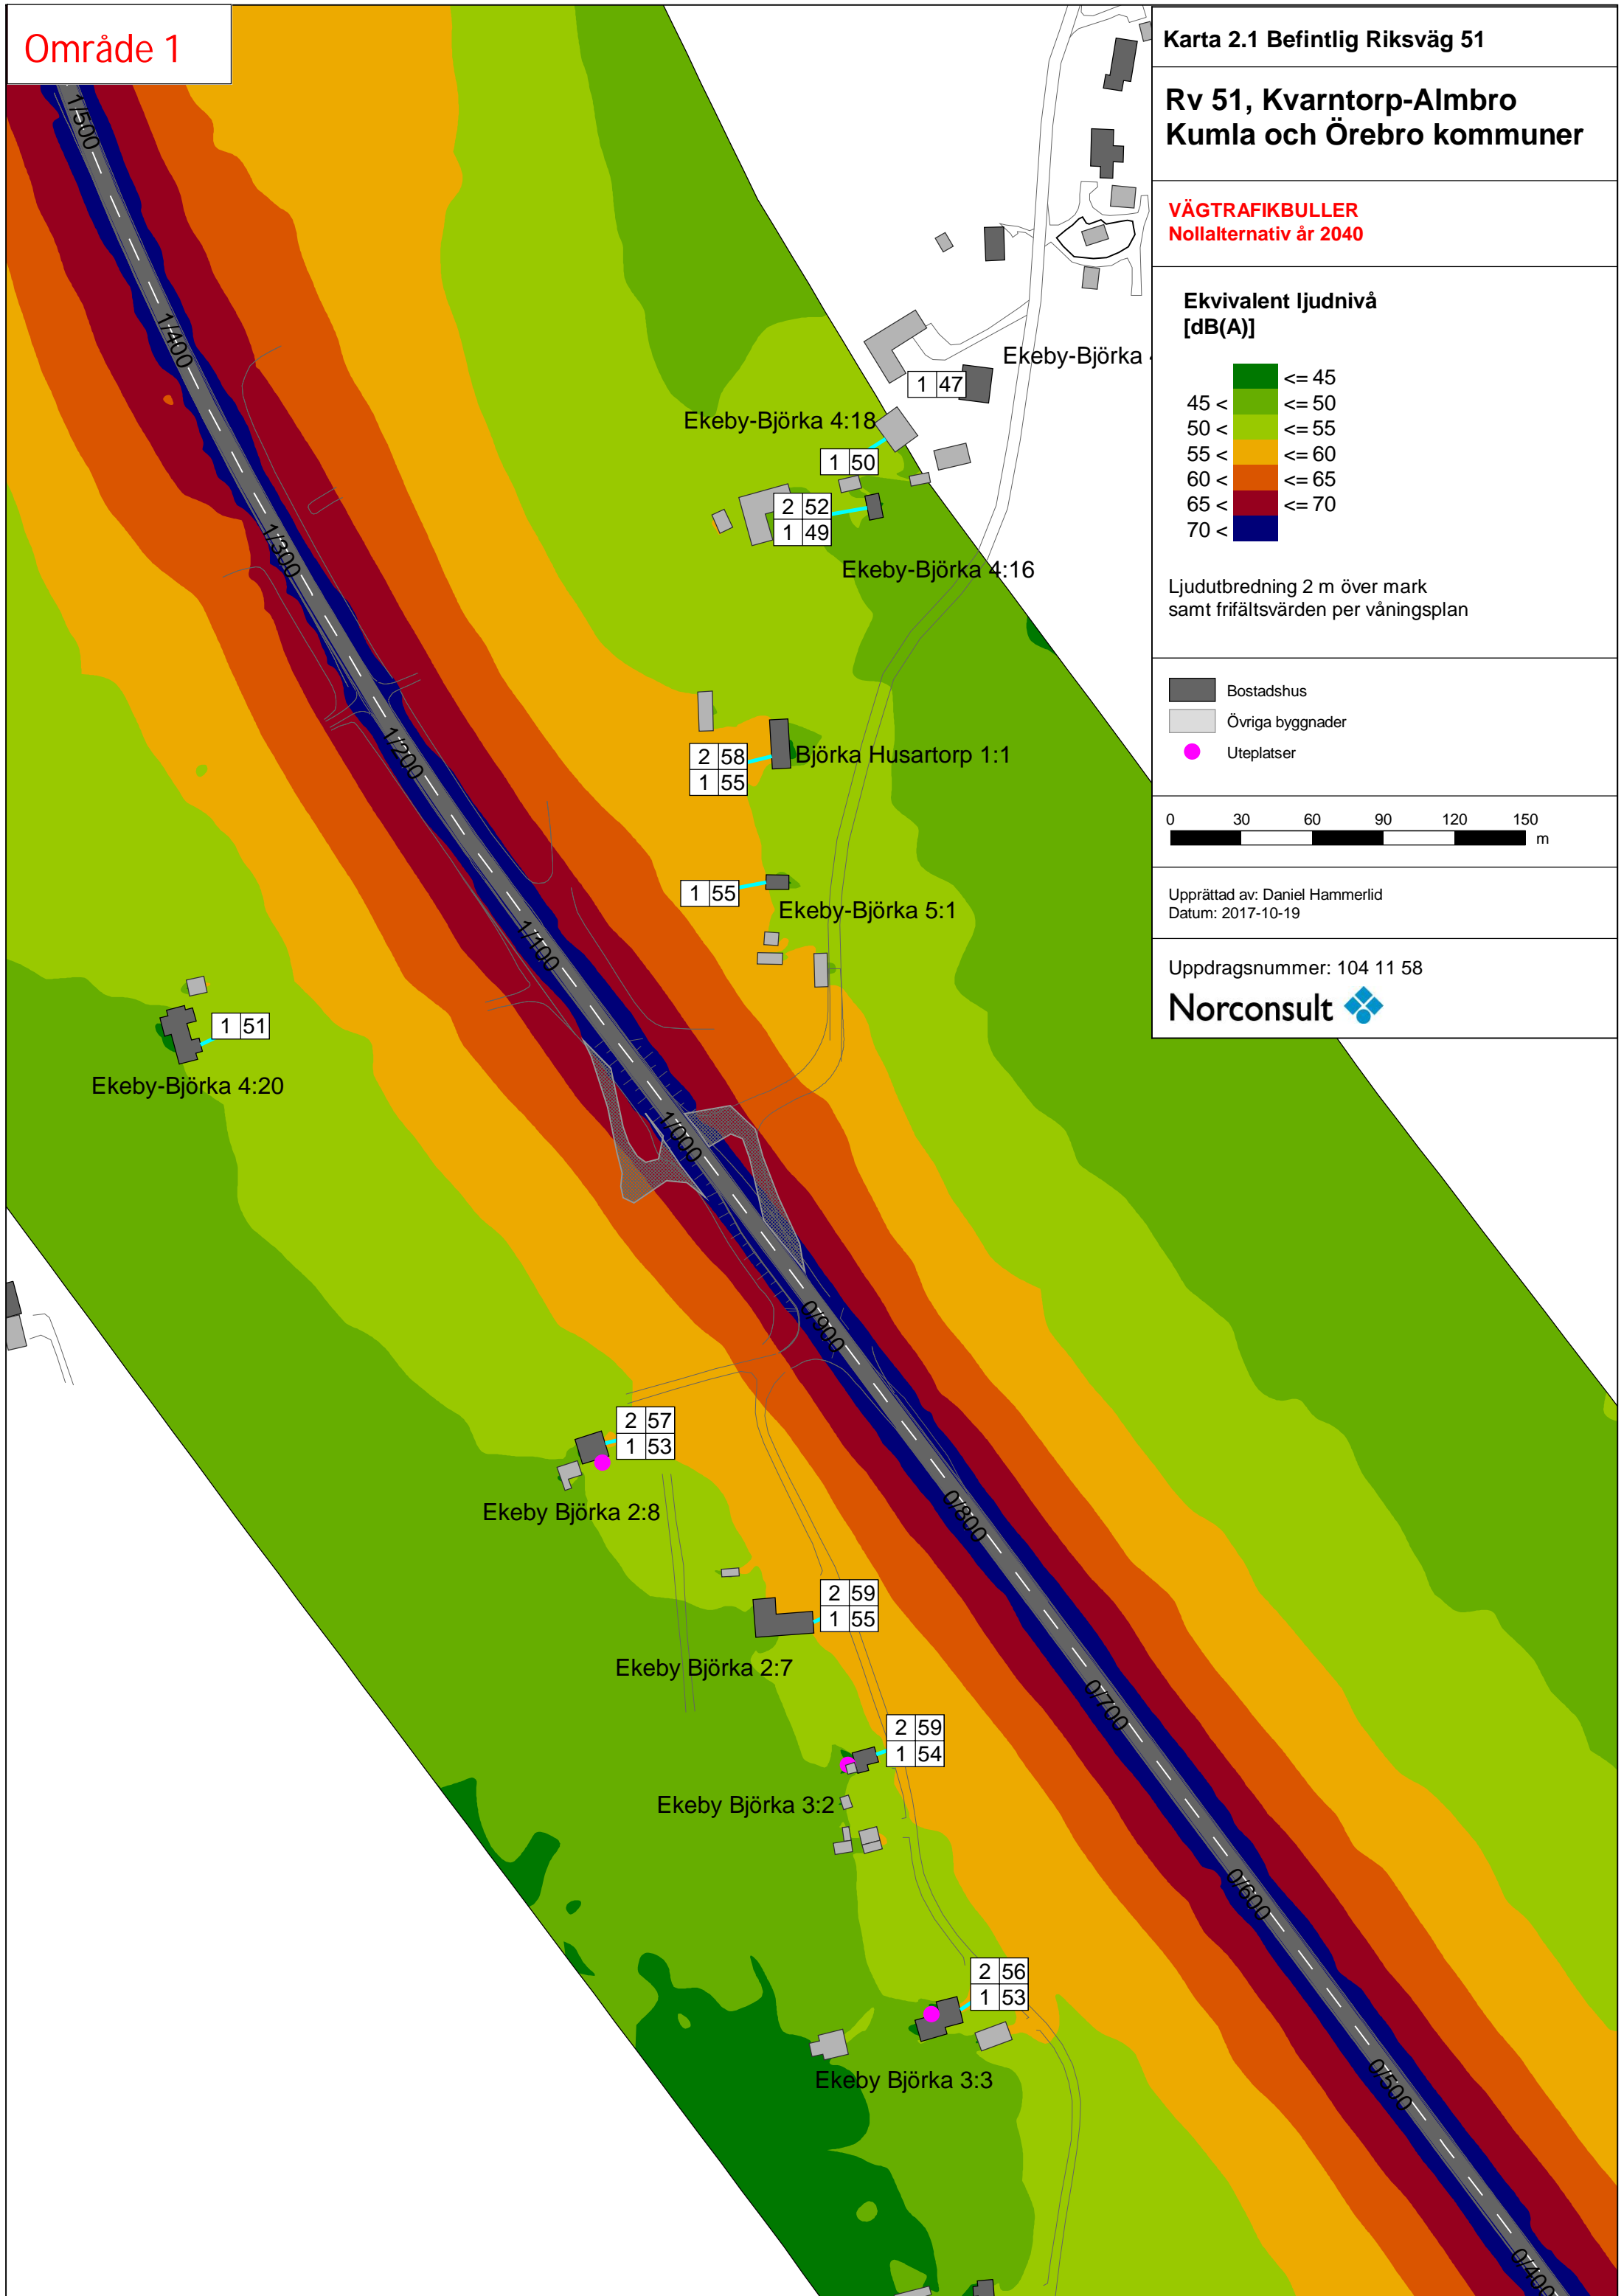 Område 1
Karta 2.1 Befintlig Riksväg 51
Rv 51, Kvarntorp-Almbro
Kumla och Örebro kommuner
VÄGTRAFIKBULLER
Nollalternativ år 2040
Ekvivalent ljudnivå
[dB(A)]
<= 45
45 < <= 50
50 < <= 55
55 < <= 60
60 < <= 65
65 < <= 70
70 <
Ljudutbredning 2 m över mark
samt frifältsvärden per våningsplan
Bostadshus
Övriga byggnader
Uteplatser
0 30 60 90 120 150
m
Upprättad av: Daniel Hammerlid
Datum: 2017-10-19
Uppdragsnummer: 104 11 58
Norconsult
1/500
1/400
Ekeby-Björka
1 47
Ekeby-Björka 4:18
1 50
2 52
1 49
1/300
Ekeby-Björka 4:16
1/200
2 58
1 55
Björka Husartorp 1:1
1 55
Ekeby-Björka 5:1
1/100
1 51
Ekeby-Björka 4:20
1/000
0/900
2 57
1 53
Ekeby Björka 2:8
0/800
2 59
1 55
Ekeby Björka 2:7
0/700
2 59
1 54
Ekeby Björka 3:2
0/600
2 56
1 53
Ekeby Björka 3:3
0/500
0/400